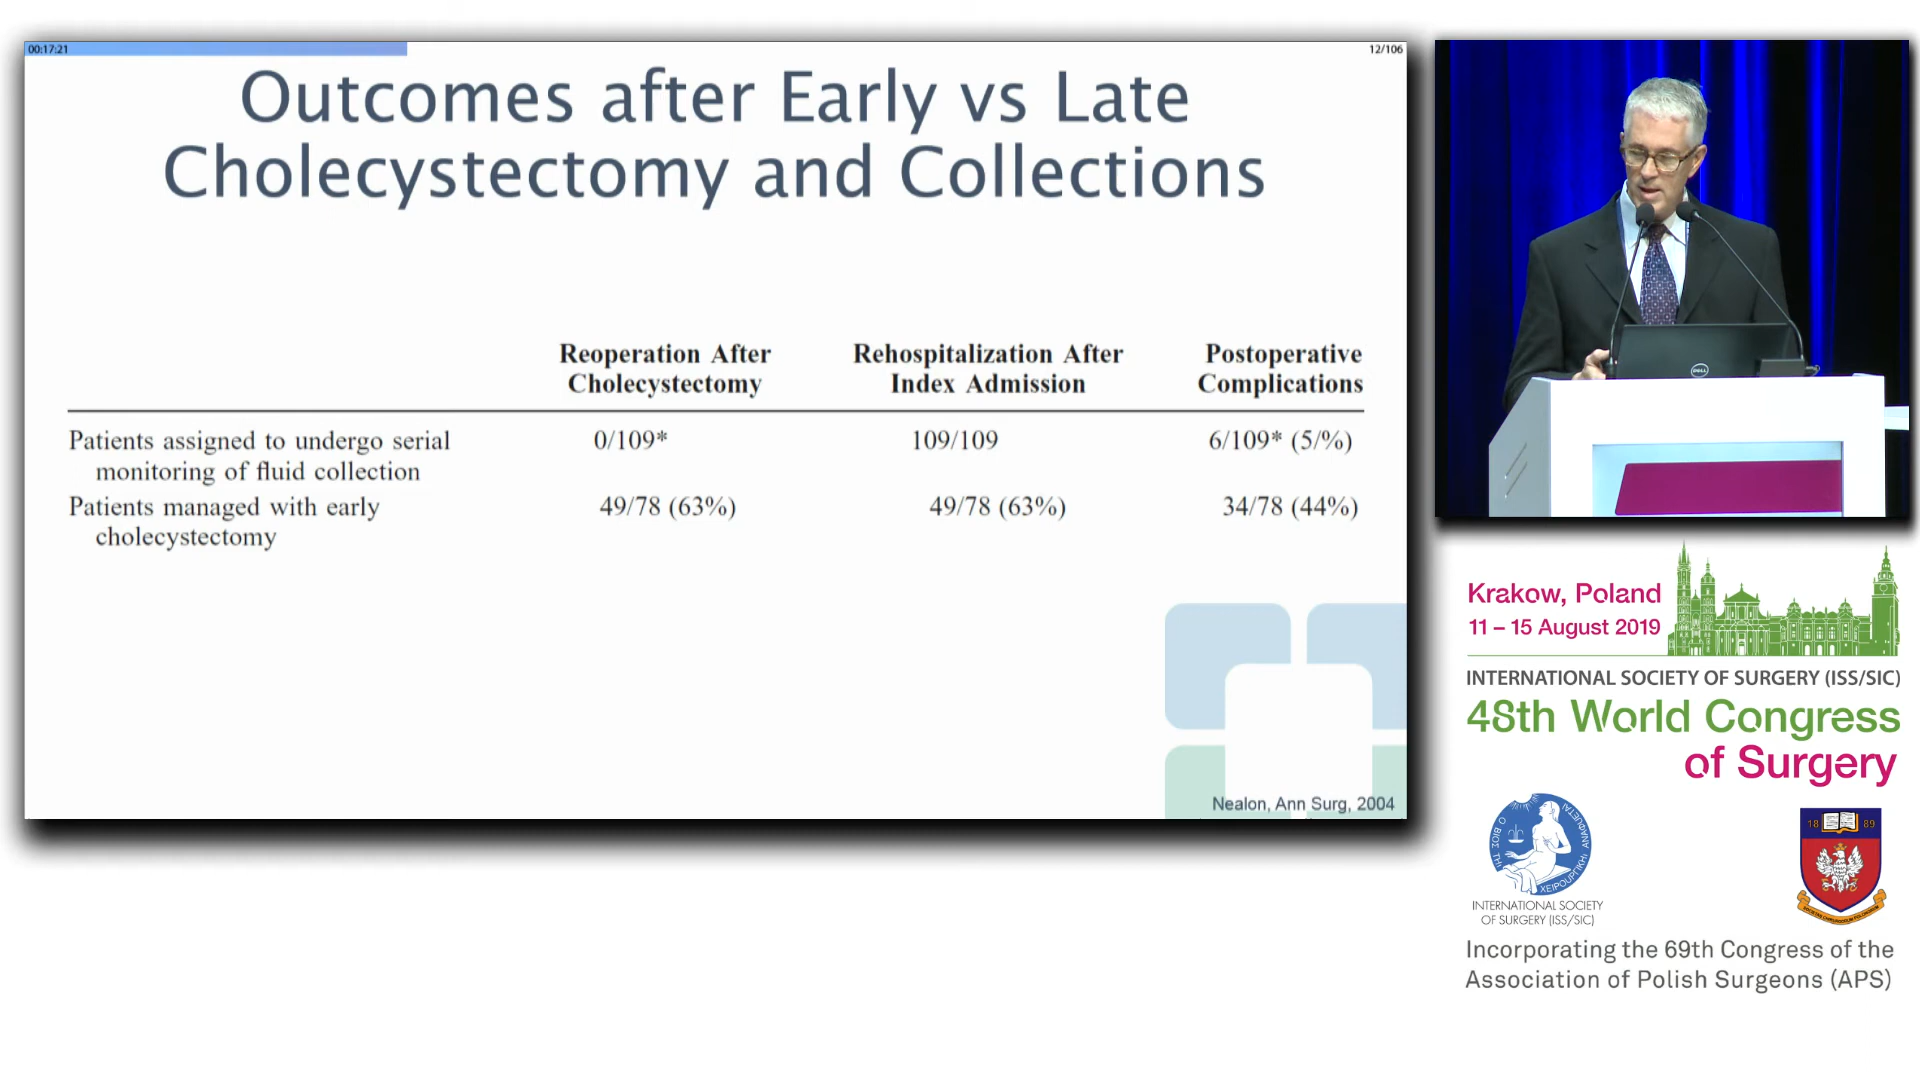 00:17:21
12/106
Outcomes after Early vs Late
Cholecystectomy and Collections
Reoperation After
Cholecystectomy
Rehospitalization After
Index Admission
Postoperative
Complications
Patients assigned to undergo serial
monitoring of fluid collection
0/109*
109/109
6/109* (5/%)
Patients managed with early
cholecystectomy
49/78 (63%)
49/78 (63%)
34/78 (44%)
Nealon, Ann Surg, 2004
DELL
Krakow, Poland
11 – 15 August 2019
INTERNATIONAL SOCIETY OF SURGERY (ISS/SIC)
48th World Congress
of Surgery
INTERNATIONAL SOCIETY
OF SURGERY (ISS/SIC)
18 89
Incorporating the 69th Congress of the
Association of Polish Surgeons (APS)